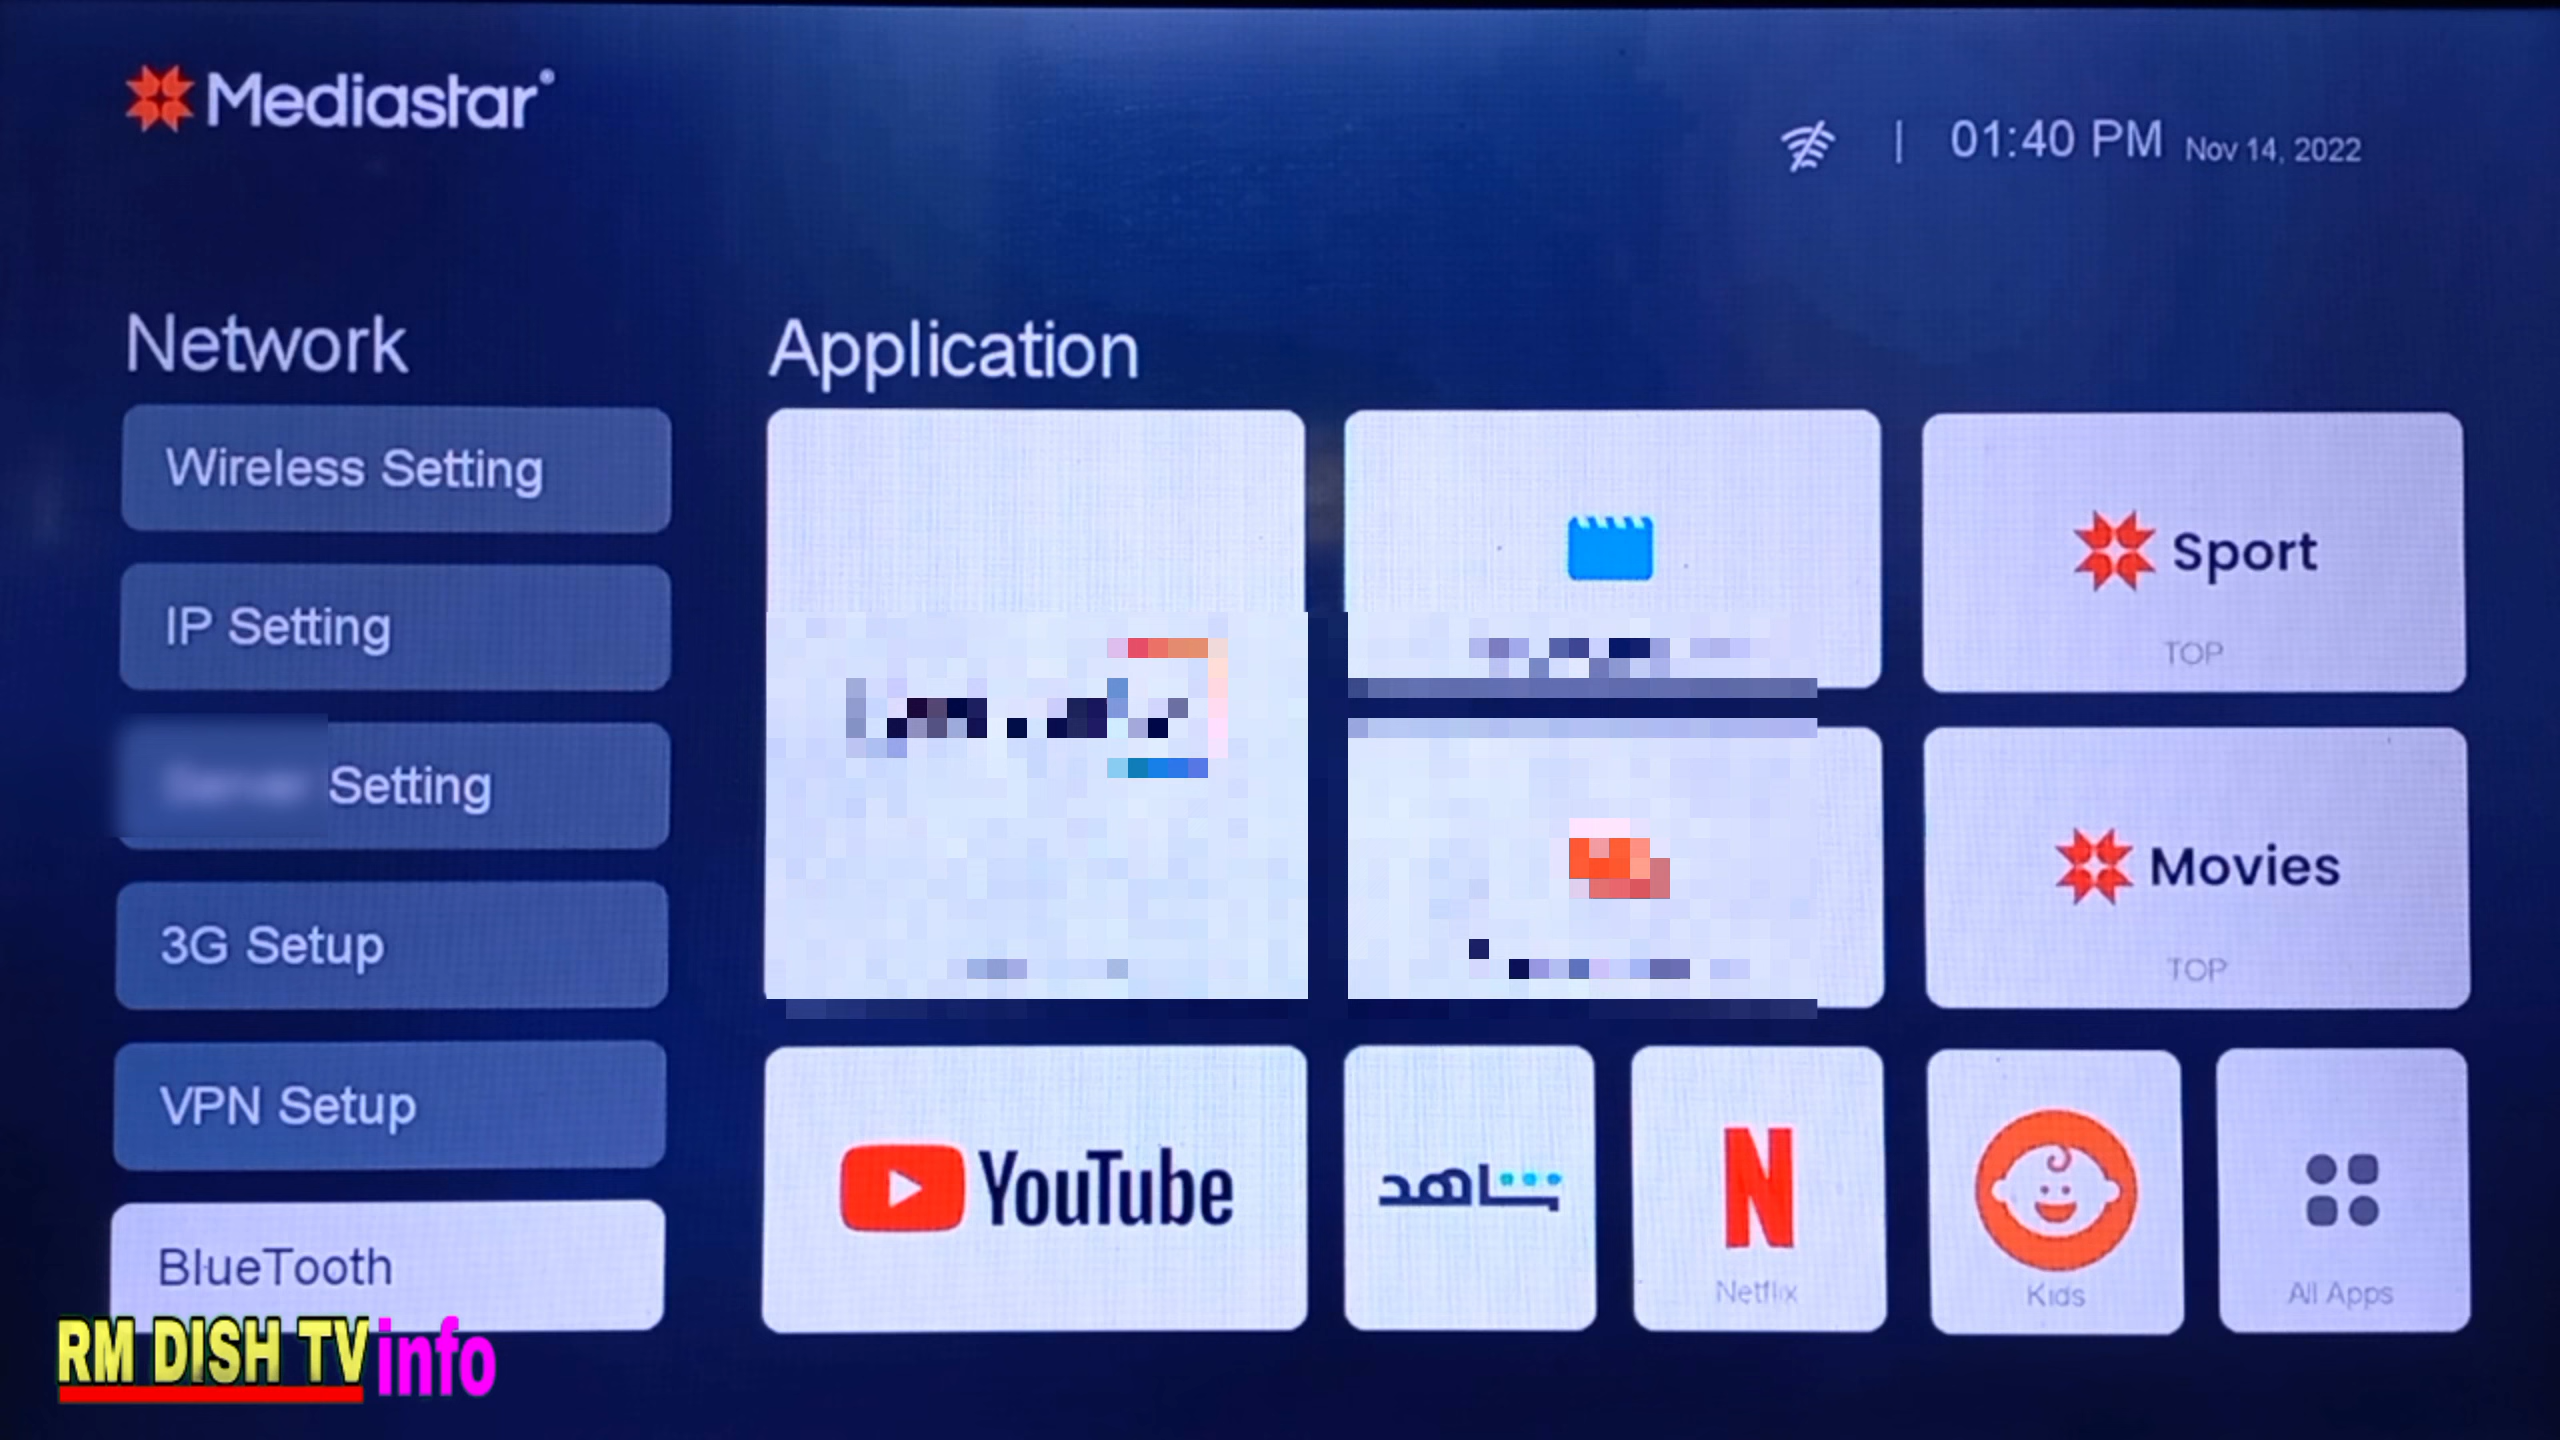 Mediastar
01:40 PM Nov 14, 2022
Network
Wireless Setting
IP Setting
Setting
3G Setup
VPN Setup
BlueTooth
Application
Sport
TOP
Movies
TOP
YouTube
شاهد
N
Netflix
Kids
All Apps
RM DISH TV info